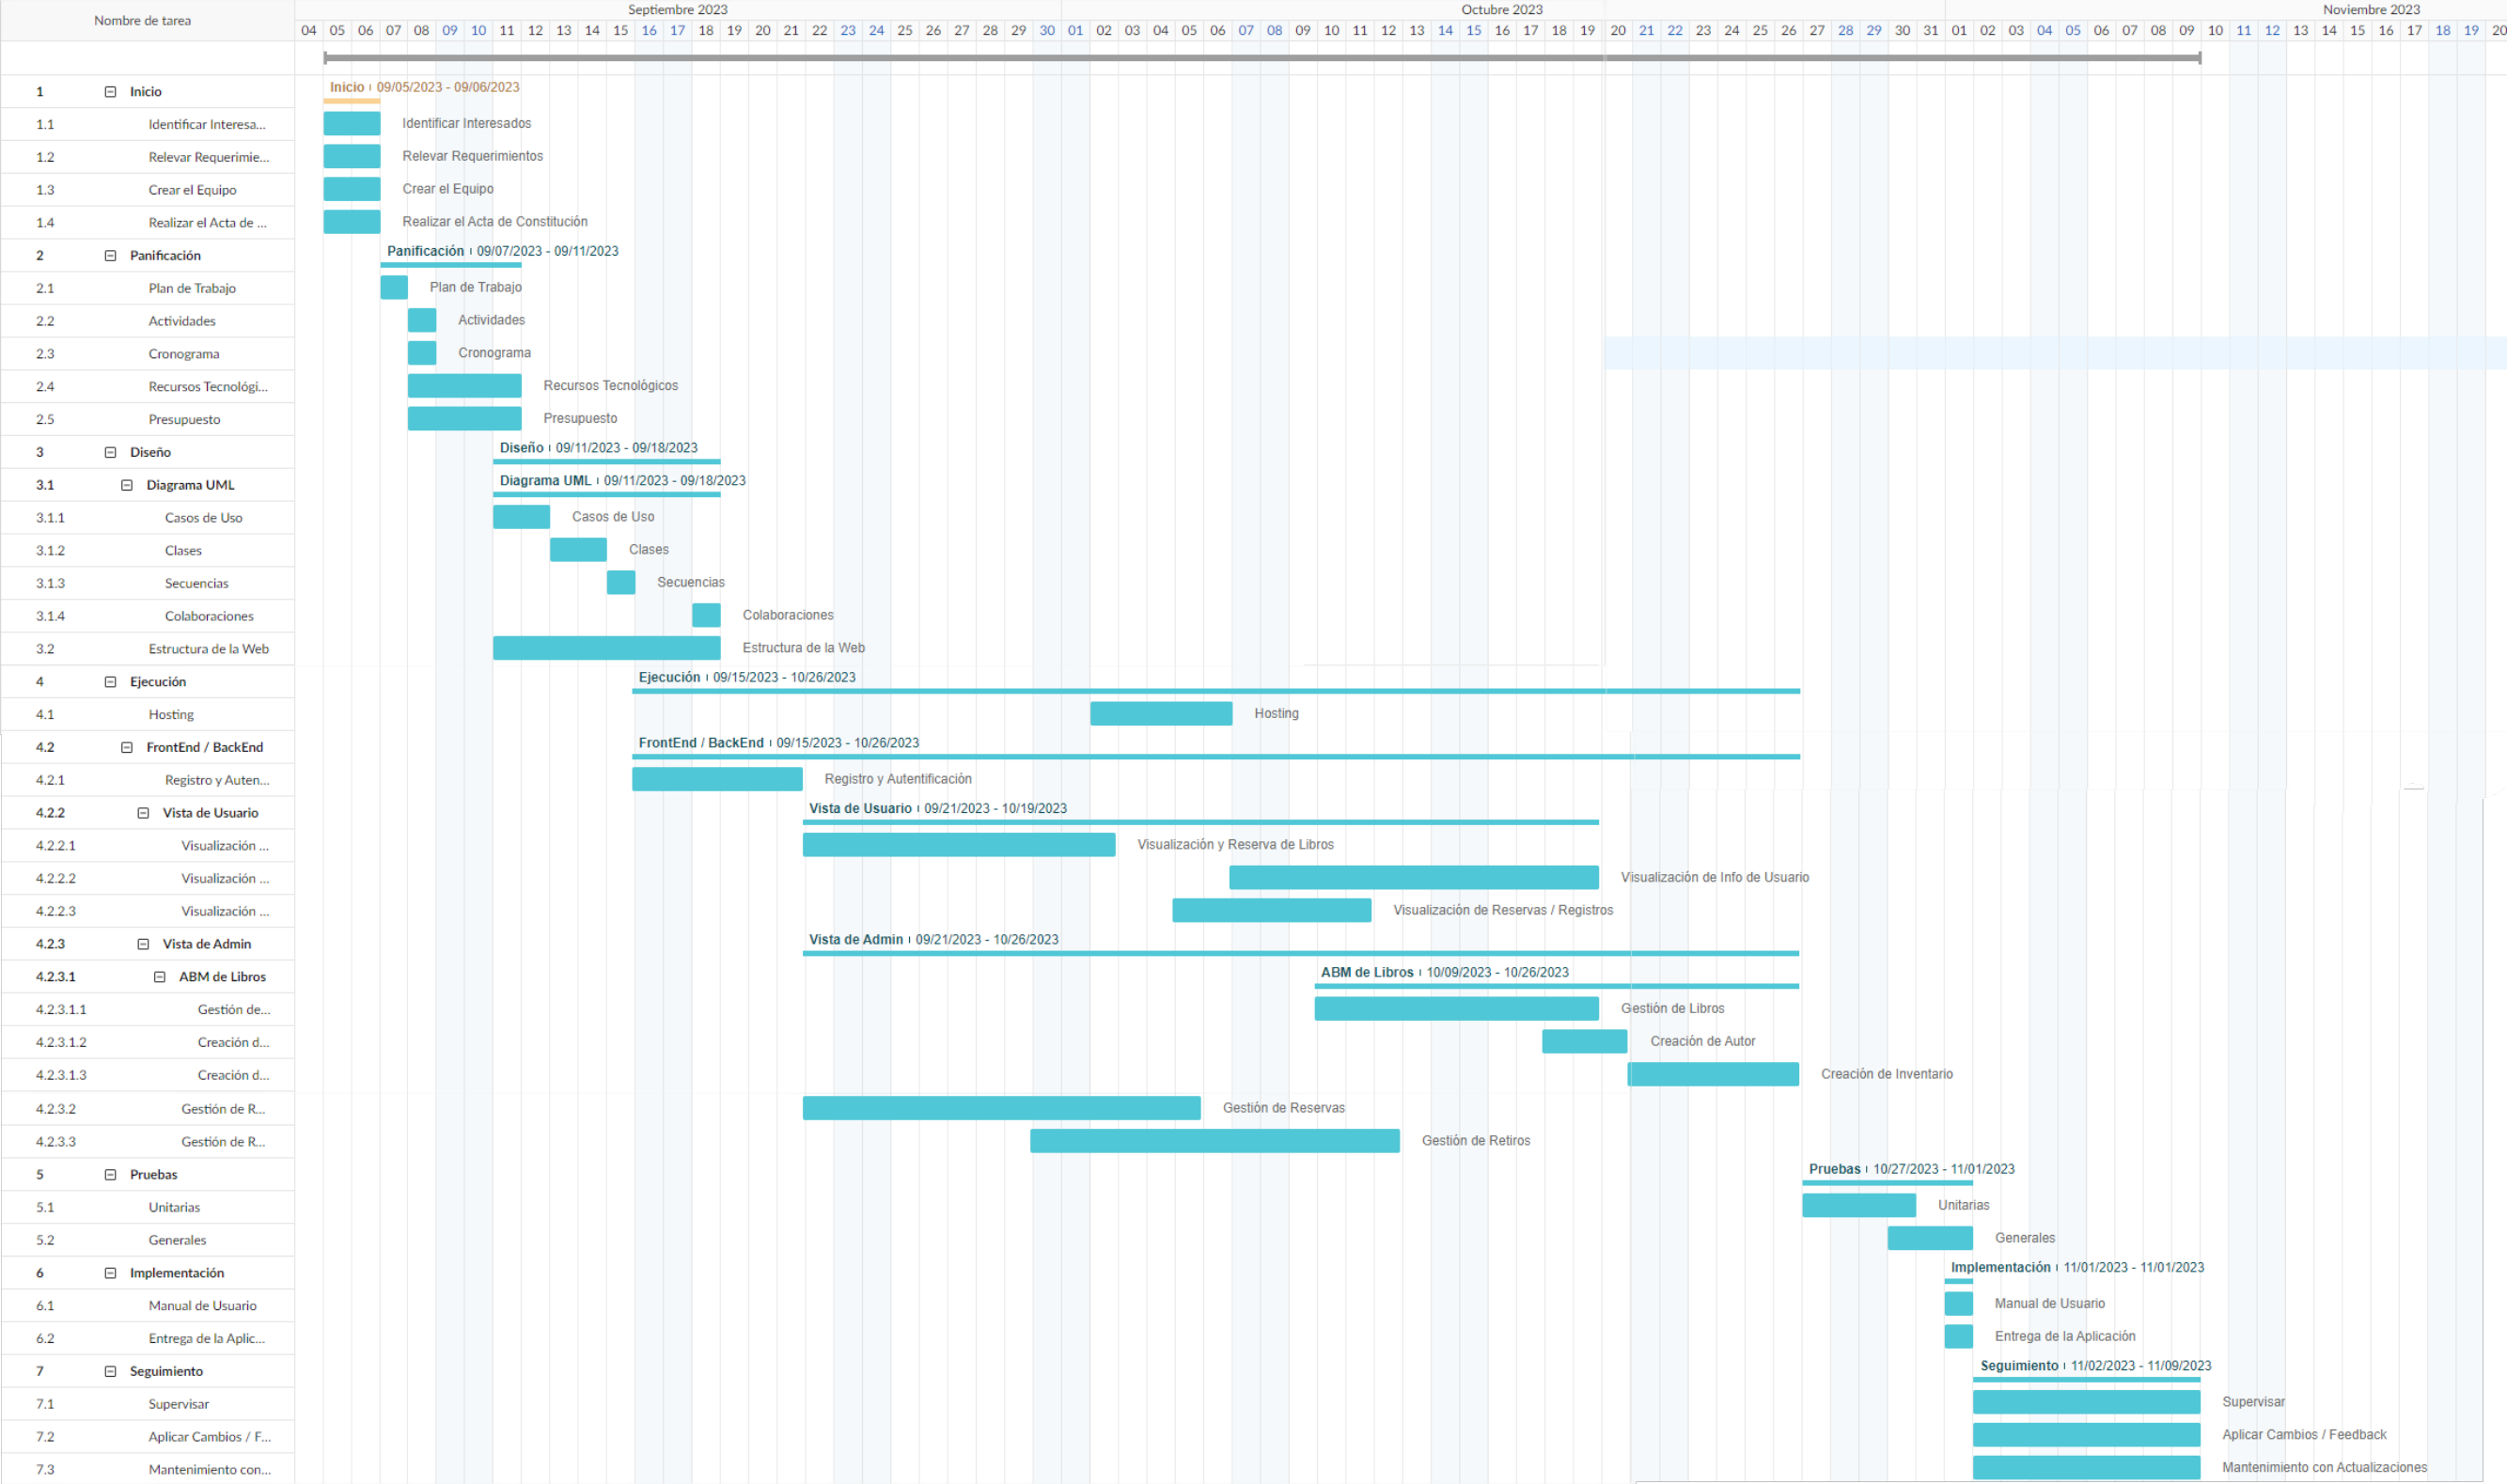 Nombre de tarea
Septiembre 2023 Octubre 2023 Noviembre 2023
04 05 06 07 08 09 10 11 12 13 14 15 16 17 18 19 20 21 22 23 24 25 26 27 28 29 30 01 02 03 04 05 06 07 08 09 10 11 12 13 14 15 16 17 18 19 20 21 22 23 24 25 26 27 28 29 30 31 01 02 03 04 05 06 07 08 09 10 11 12 13 14 15 16 17 18 19 20
1 Inicio Inicio 09/05/2023 - 09/06/2023
1.1 Identificar Interesa... Identificar Interesados
1.2 Relevar Requerimie... Relevar Requerimientos
1.3 Crear el Equipo Crear el Equipo
1.4 Realizar el Acta de ... Realizar el Acta de Constitución
2 Panificación Panificación 09/07/2023 - 09/11/2023
2.1 Plan de Trabajo Plan de Trabajo
2.2 Actividades Actividades
2.3 Cronograma Cronograma
2.4 Recursos Tecnológi... Recursos Tecnológicos
2.5 Presupuesto Presupuesto
3 Diseño Diseño 09/11/2023 - 09/18/2023
3.1 Diagrama UML Diagrama UML 09/11/2023 - 09/18/2023
3.1.1 Casos de Uso Casos de Uso
3.1.2 Clases Clases
3.1.3 Secuencias Secuencias
3.1.4 Colaboraciones Colaboraciones
3.2 Estructura de la Web Estructura de la Web
4 Ejecución Ejecución 09/15/2023 - 10/26/2023
4.1 Hosting Hosting
4.2 FrontEnd / BackEnd FrontEnd / BackEnd 09/15/2023 - 10/26/2023
4.2.1 Registro y Auten... Registro y Autentificación
4.2.2 Vista de Usuario Vista de Usuario 09/21/2023 - 10/19/2023
4.2.2.1 Visualización ... Visualización y Reserva de Libros
4.2.2.2 Visualización ... Visualización de Info de Usuario
4.2.2.3 Visualización ... Visualización de Reservas / Registros
4.2.3 Vista de Admin Vista de Admin 09/21/2023 - 10/26/2023
4.2.3.1 ABM de Libros ABM de Libros 10/09/2023 - 10/26/2023
4.2.3.1.1 Gestión de... Gestión de Libros
4.2.3.1.2 Creación d... Creación de Autor
4.2.3.1.3 Creación d... Creación de Inventario
4.2.3.2 Gestión de R... Gestión de Reservas
4.2.3.3 Gestión de R... Gestión de Retiros
5 Pruebas Pruebas 10/27/2023 - 11/01/2023
5.1 Unitarias Unitarias
5.2 Generales Generales
6 Implementación Implementación 11/01/2023 - 11/01/2023
6.1 Manual de Usuario Manual de Usuario
6.2 Entrega de la Aplic... Entrega de la Aplicación
7 Seguimiento Seguimiento 11/02/2023 - 11/09/2023
7.1 Supervisar Supervisar
7.2 Aplicar Cambios / F... Aplicar Cambios / Feedback
7.3 Mantenimiento con... Mantenimiento con Actualizaciones